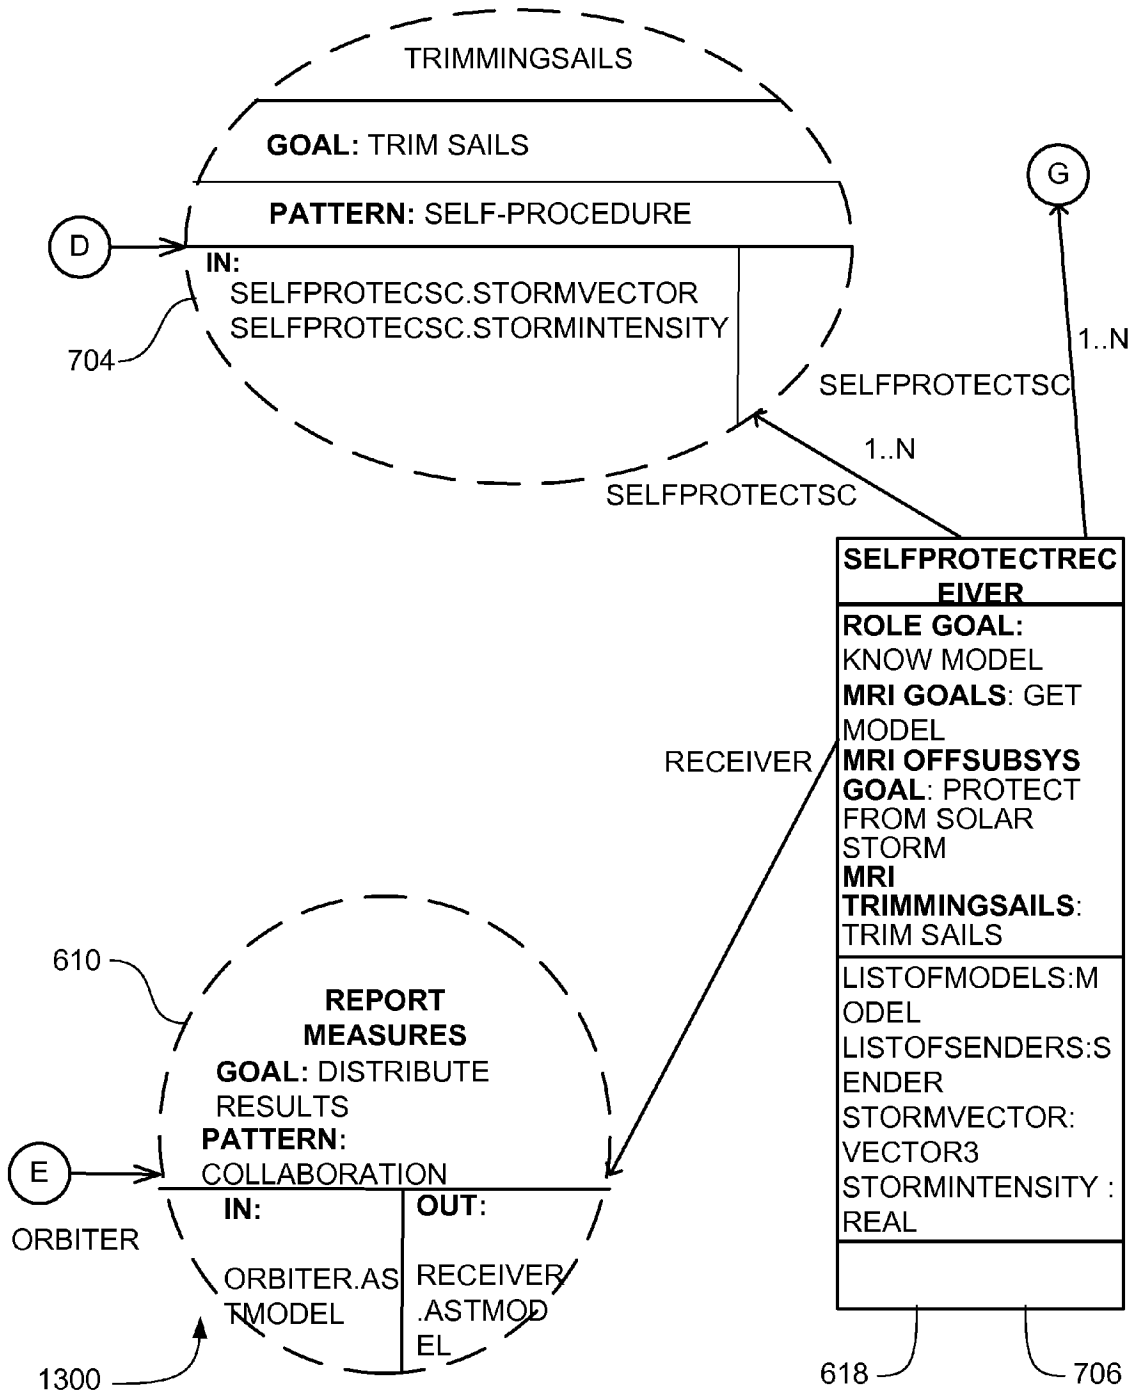 TRIMMINGSAILS
GOAL: TRIM SAILS
G
PATTERN: SELF-PROCEDURE
D
IN:
SELFPROTECSC.STORMVECTOR
SELFPROTECSC.STORMINTENSITY
704
1..N
SELFPROTECTSC
1..N
SELFPROTECTSC
SELFPROTECTREC
EIVER
ROLE GOAL:
KNOW MODEL
MRI GOALS: GET
MODEL
MRI OFFSUBSYS
GOAL: PROTECT
FROM SOLAR
STORM
MRI
TRIMMINGSAILS:
TRIM SAILS
LISTOFMODELS:M
ODEL
LISTOFSENDERS:S
ENDER
STORMVECTOR:
VECTOR3
STORMINTENSITY :
REAL
618
706
RECEIVER
610
REPORT
MEASURES
GOAL: DISTRIBUTE
RESULTS
PATTERN:
COLLABORATION
E
ORBITER
IN:
ORBITER.AS
TMODEL
OUT:
RECEIVER
.ASTMOD
EL
1300